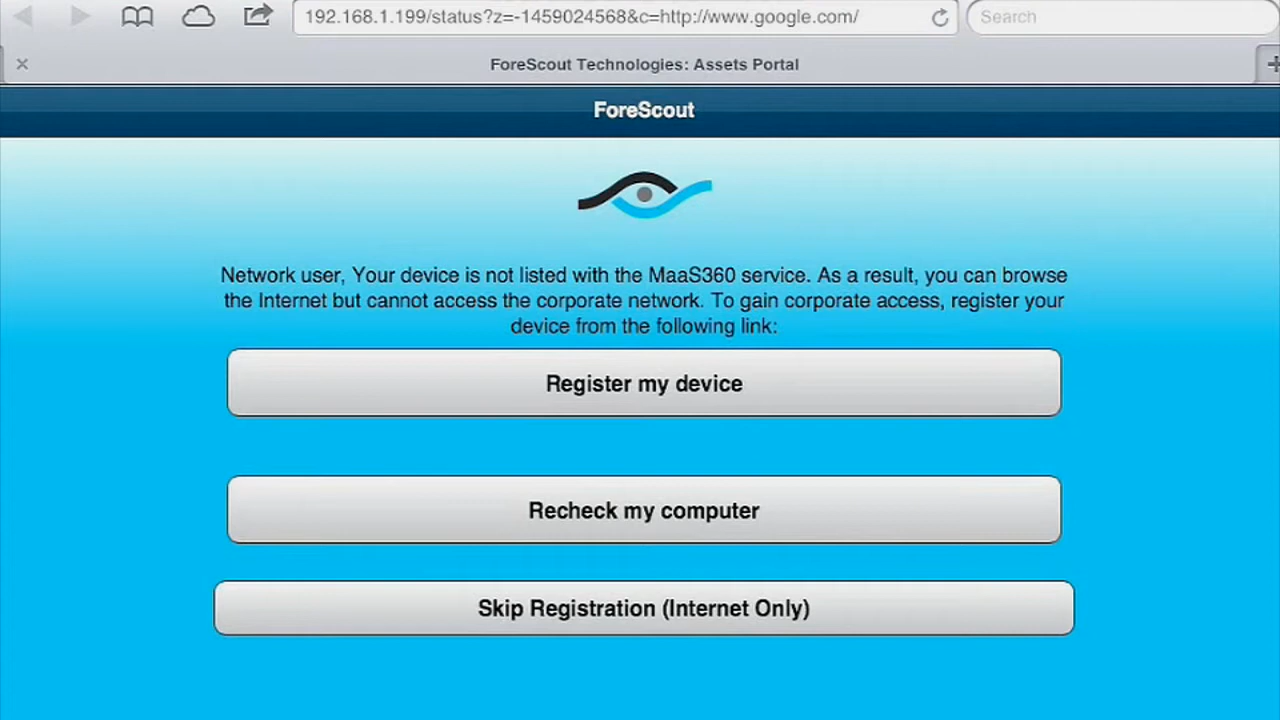 192.168.1.199/status?z=-1459024568&c=http://www.google.com/
Search
ForeScout Technologies: Assets Portal
ForeScout
Network user, Your device is not listed with the MaaS360 service. As a result, you can browse
the Internet but cannot access the corporate network. To gain corporate access, register your
device from the following link:
Register my device
Recheck my computer
Skip Registration (Internet Only)